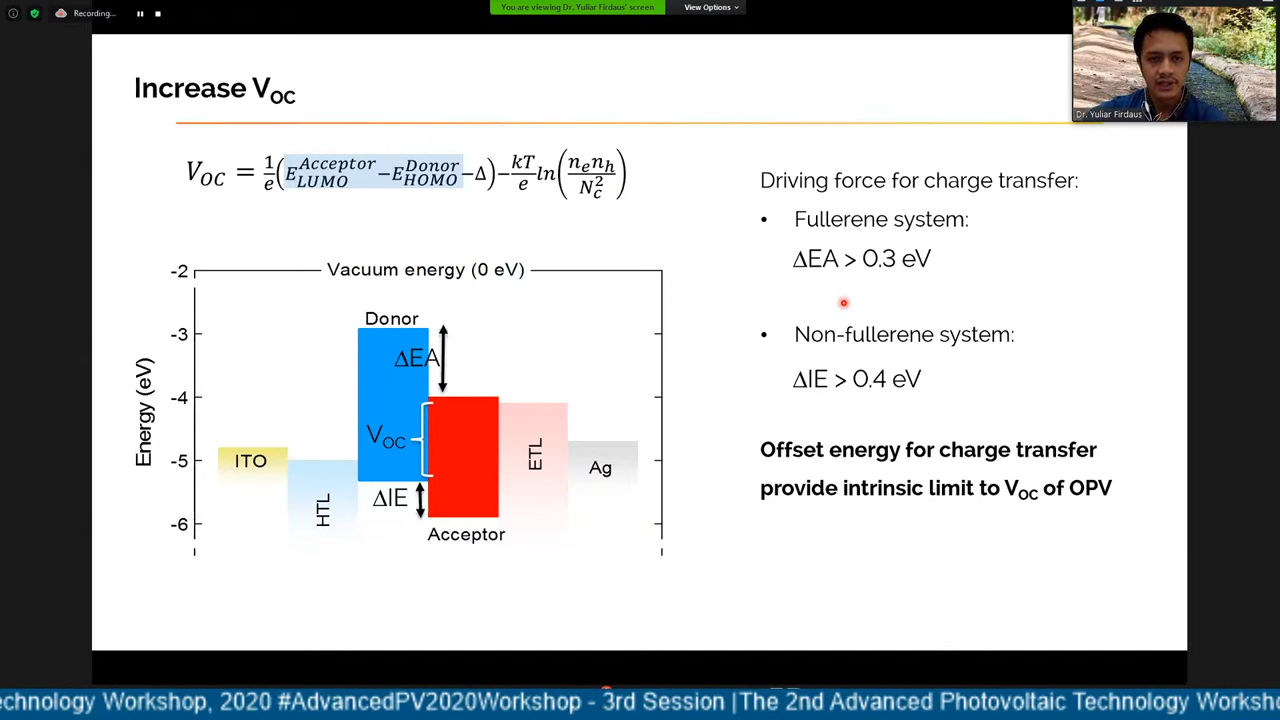 Recording...
You are viewing Dr. Yuliar Firdaus' screen
View Options
Dr. Yuliar Firdaus
Increase V_OC
V_OC = 1/e (E_LUMO^Acceptor − E_HOMO^Donor − Δ) − kT/e ln(n_e n_h / N_c^2)
Vacuum energy (0 eV)
Energy (eV)
-2
-3
-4
-5
-6
Donor
ΔEA
V_OC
ΔIE
Acceptor
ITO
HTL
ETL
Ag
Driving force for charge transfer:
• Fullerene system:
ΔEA > 0.3 eV
• Non-fullerene system:
ΔIE > 0.4 eV
Offset energy for charge transfer
provide intrinsic limit to V_OC of OPV
echnology Workshop, 2020 #AdvancedPV2020Workshop - 3rd Session |The 2nd Advanced Photovoltaic Technology Worksh